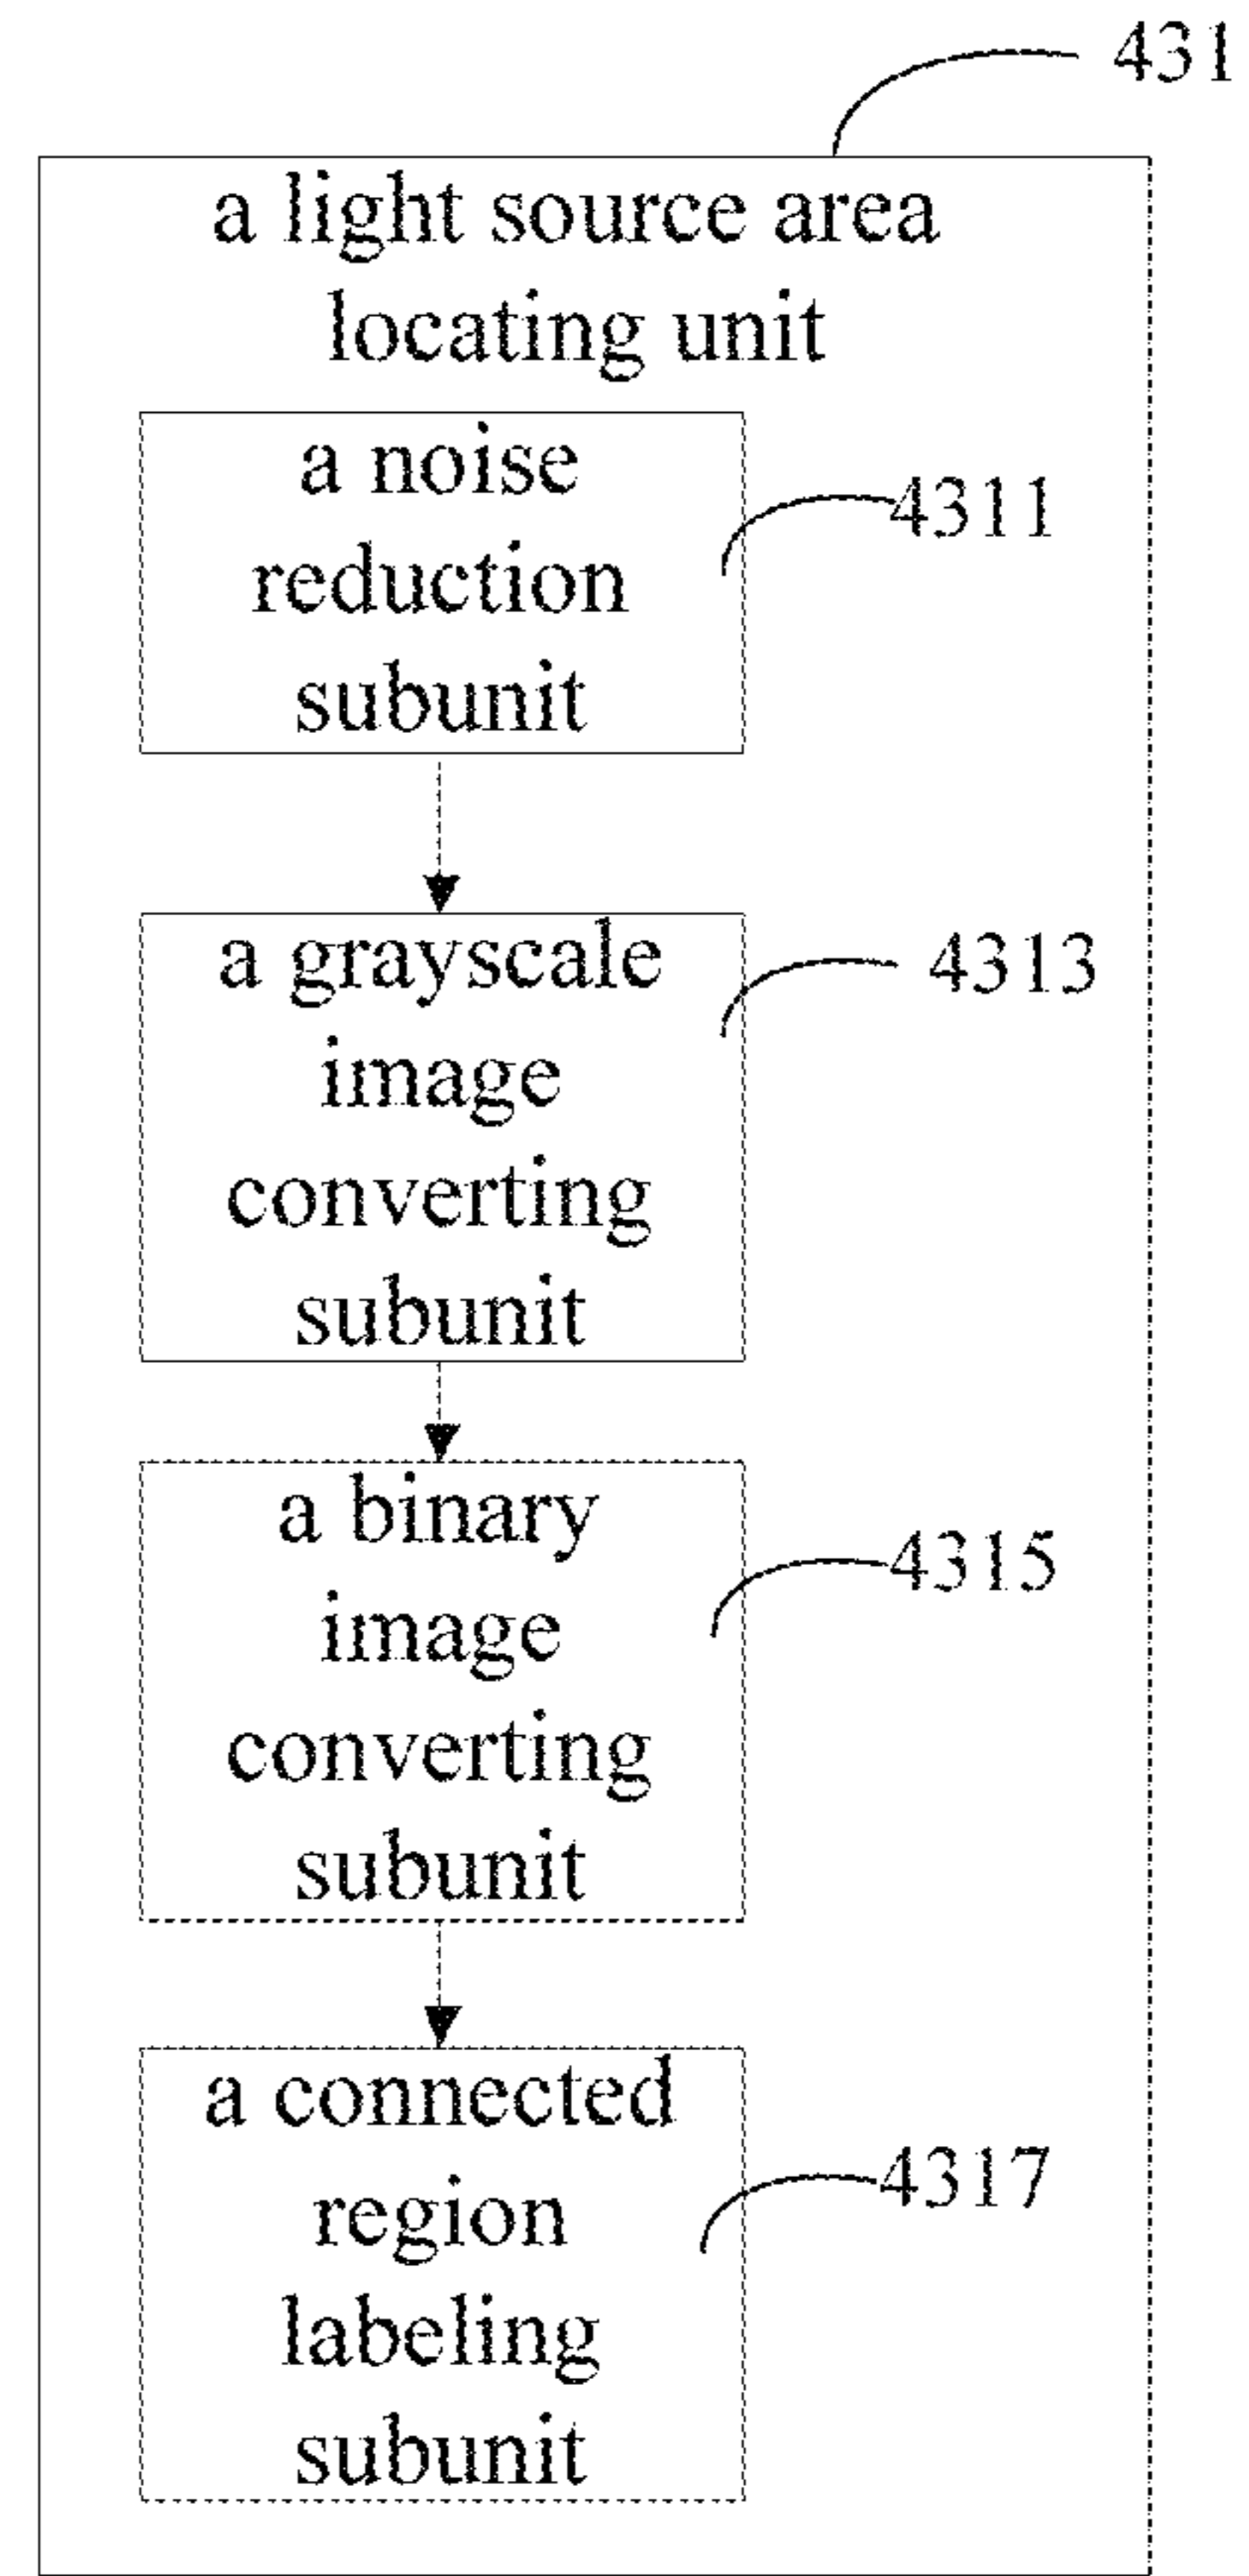 431
a light source area
locating unit
a noise
reduction
subunit
4311
a grayscale
image
converting
subunit
4313
a binary
image
converting
subunit
4315
a connected
region
labeling
subunit
4317